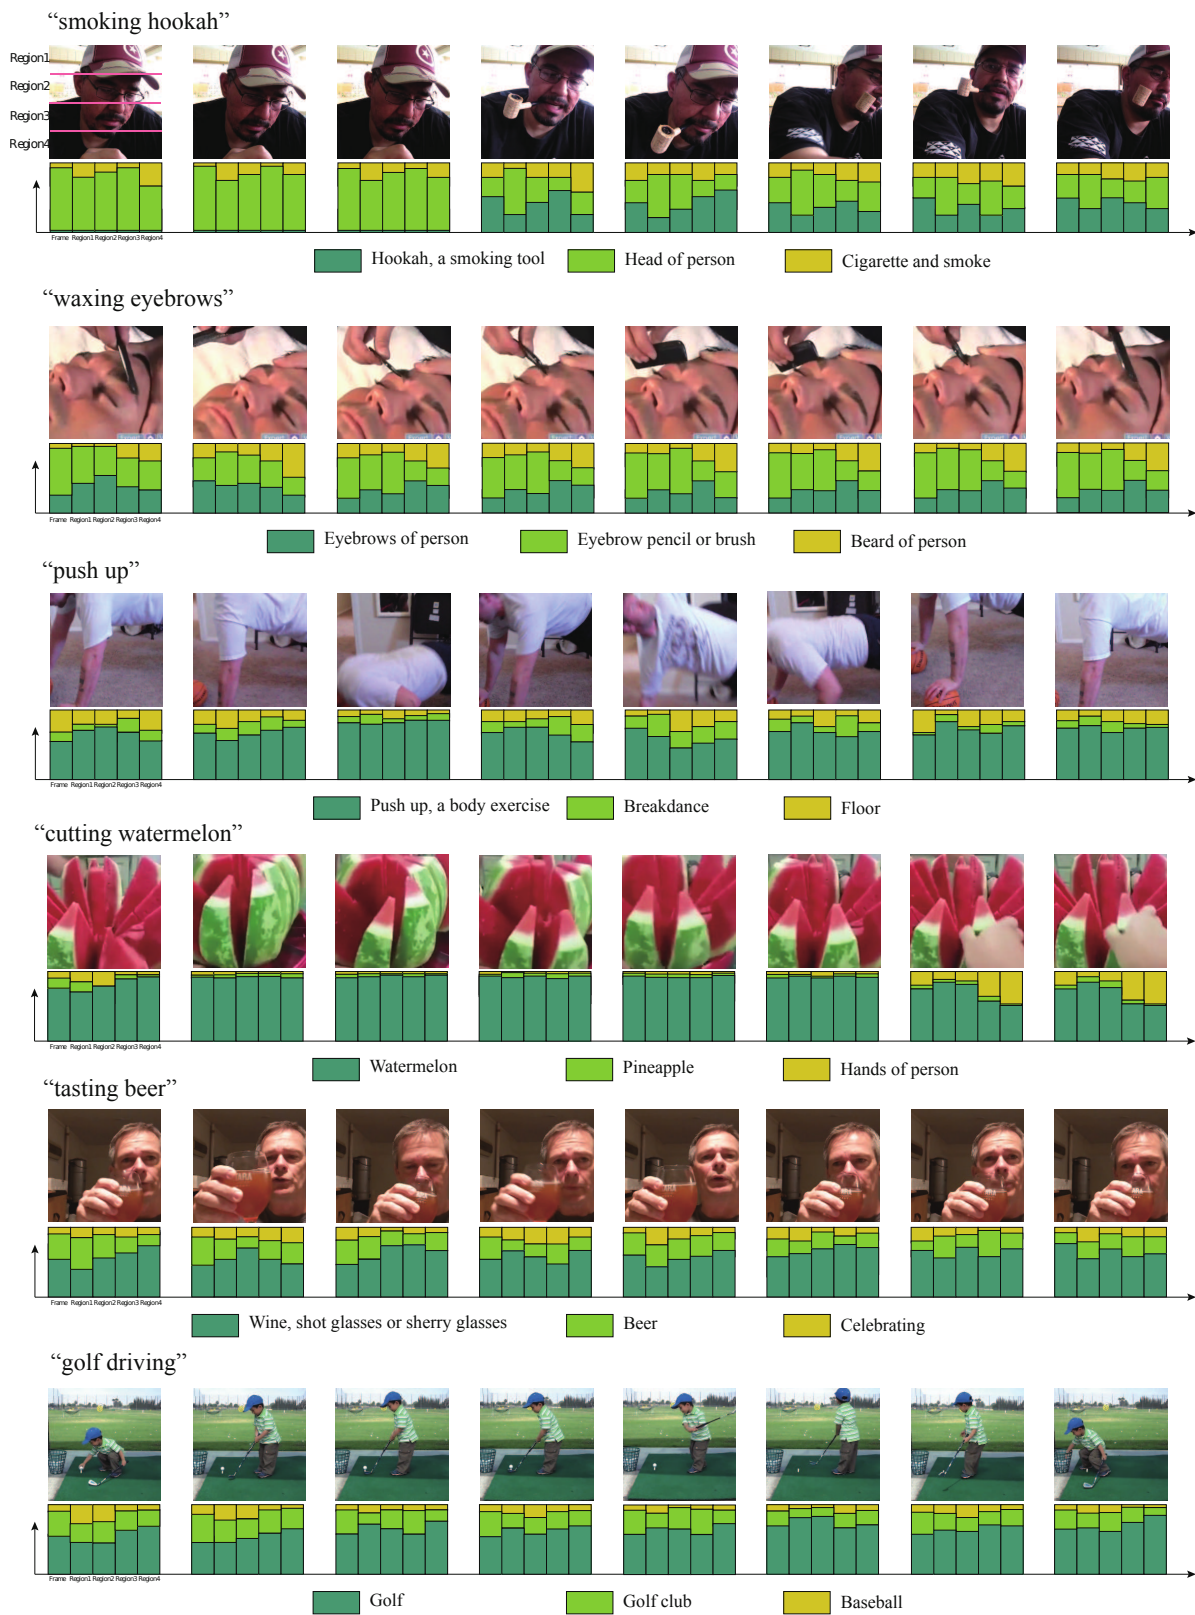 “smoking hookah”
Region1
Region2
Region3
Region4
Frame Region1 Region2 Region3 Region4
Hookah, a smoking tool Head of person Cigarette and smoke
“waxing eyebrows”
Frame Region1 Region2 Region3 Region4
Eyebrows of person Eyebrow pencil or brush Beard of person
“push up”
Frame Region1 Region2 Region3 Region4
Push up, a body exercise Breakdance Floor
“cutting watermelon”
Frame Region1 Region2 Region3 Region4
Watermelon Pineapple Hands of person
“tasting beer”
Frame Region1 Region2 Region3 Region4
Wine, shot glasses or sherry glasses Beer Celebrating
“golf driving”
Frame Region1 Region2 Region3 Region4
Golf Golf club Baseball